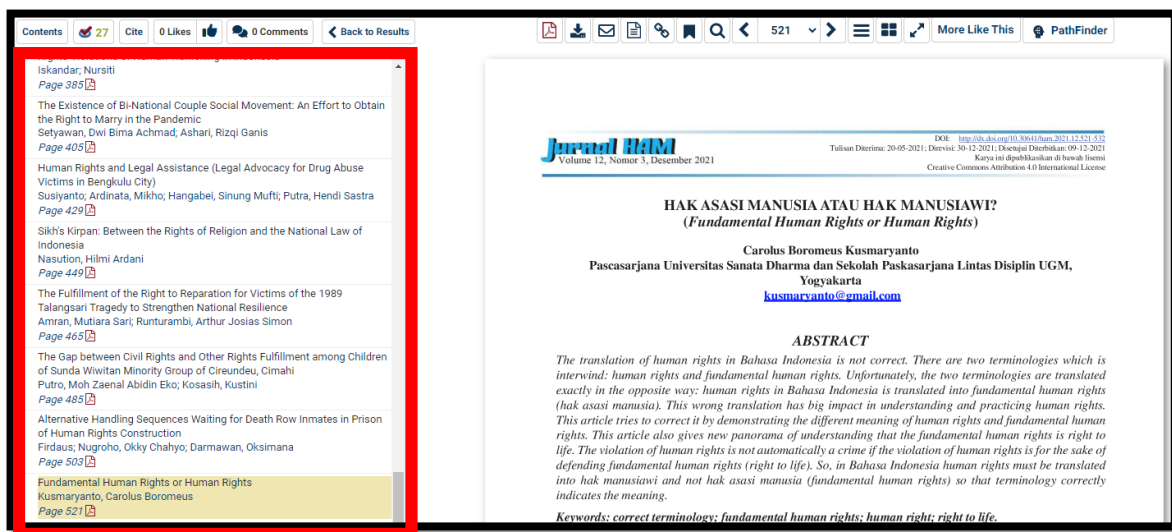 Contents
27
Cite
0 Likes
0 Comments
Back to Results
521
More Like This
PathFinder
Iskandar; Nursiti
Page 385
The Existence of Bi-National Couple Social Movement: An Effort to Obtain
the Right to Marry in the Pandemic
Setyawan, Dwi Bima Achmad; Ashari, Rizqi Ganis
Page 405
Human Rights and Legal Assistance (Legal Advocacy for Drug Abuse
Victims in Bengkulu City)
Susiyanto; Ardinata, Mikho; Hangabei, Sinung Mufti; Putra, Hendi Sastra
Page 429
Sikh's Kirpan: Between the Rights of Religion and the National Law of
Indonesia
Nasution, Hilmi Ardani
Page 449
The Fulfillment of the Right to Reparation for Victims of the 1989
Talangsari Tragedy to Strengthen National Resilience
Amran, Mutiara Sari; Runturambi, Arthur Josias Simon
Page 465
The Gap between Civil Rights and Other Rights Fulfillment among Children
of Sunda Wiwitan Minority Group of Cireundeu, Cimahi
Putro, Moh Zaenal Abidin Eko; Kosasih, Kustini
Page 485
Alternative Handling Sequences Waiting for Death Row Inmates in Prison
of Human Rights Construction
Firdaus; Nugroho, Okky Chahyo; Darmawan, Oksimana
Page 503
Fundamental Human Rights or Human Rights
Kusmaryanto, Carolus Boromeus
Page 521
Jurnal HAM
Volume 12, Nomor 3, Desember 2021
DOI: http://dx.doi.org/10.30641/ham.2021.12.521-532
Tulisan Diterima: 20-05-2021; Direvisi: 30-12-2021; Disetujui Diterbitkan: 09-12-2021
Karya ini dipublikasikan di bawah lisensi
Creative Commons Attribution 4.0 International License
HAK ASASI MANUSIA ATAU HAK MANUSIAWI?
(Fundamental Human Rights or Human Rights)
Carolus Boromeus Kusmaryanto
Pascasarjana Universitas Sanata Dharma dan Sekolah Paskasarjana Lintas Disiplin UGM,
Yogyakarta
kusmaryanto@gmail.com
ABSTRACT
The translation of human rights in Bahasa Indonesia is not correct. There are two terminologies which is
interwind: human rights and fundamental human rights. Unfortunately, the two terminologies are translated
exactly in the opposite way: human rights in Bahasa Indonesia is translated into fundamental human rights
(hak asasi manusia). This wrong translation has big impact in understanding and practicing human rights.
This article tries to correct it by demonstrating the different meaning of human rights and fundamental human
rights. This article also gives new panorama of understanding that the fundamental human rights is right to
life. The violation of human rights is not automatically a crime if the violation of human rights is for the sake of
defending fundamental human rights (right to life). So, in Bahasa Indonesia human rights must be translated
into hak manusiawi and not hak asasi manusia (fundamental human rights) so that terminology correctly
indicates the meaning.
Keywords: correct terminology; fundamental human rights; human right; right to life.